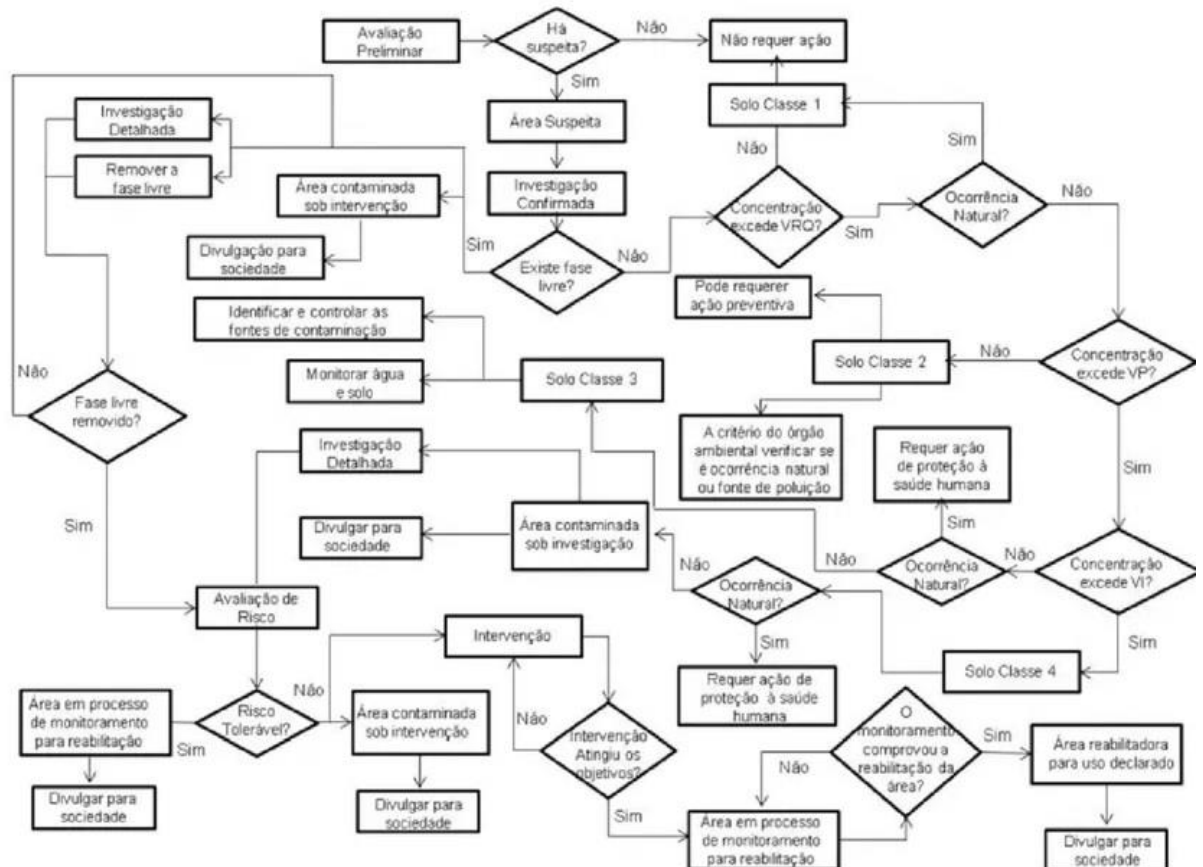 Avaliação
Preliminar
Há
suspeita?
Não
Não requer ação
Sim
Solo Classe 1
Investigação
Detalhada
Área Suspeita
Não
Sim
Remover a
fase livre
Área contaminada
sob intervenção
Investigação
Confirmada
Concentração
excede VRQ?
Sim
Ocorrência
Natural?
Não
Divulgação para
sociedade
Sim
Existe fase
livre?
Não
Pode requerer
ação preventiva
Identificar e controlar as
fontes de contaminação
Não
Fase livre
removido?
Monitorar água
e solo
Solo Classe 3
Solo Classe 2
Não
Concentração
excede VP?
Investigação
Detalhada
A critério do órgão
ambiental verificar se
é ocorrência natural
ou fonte de poluição
Requer ação
de proteção à
saúde humana
Sim
Sim
Divulgar para
sociedade
Área contaminada
sob investigação
Sim
Não
Ocorrência
Natural?
Não
Ocorrência
Natural?
Não
Concentração
excede VI?
Avaliação de
Risco
Intervenção
Sim
Solo Classe 4
Sim
Requer ação de
proteção à saúde
humana
Área em processo
de monitoramento
para reabilitação
Sim
Risco
Tolerável?
Não
Área contaminada
sob intervenção
Não
Intervenção
Atingiu os
objetivos?
O
monitoramento
comprovou a
reabilitação da
área?
Sim
Área reabilitadora
para uso declarado
Não
Divulgar para
sociedade
Divulgar para
sociedade
Sim
Área em processo
de monitoramento
para reabilitação
Divulgar para
sociedade